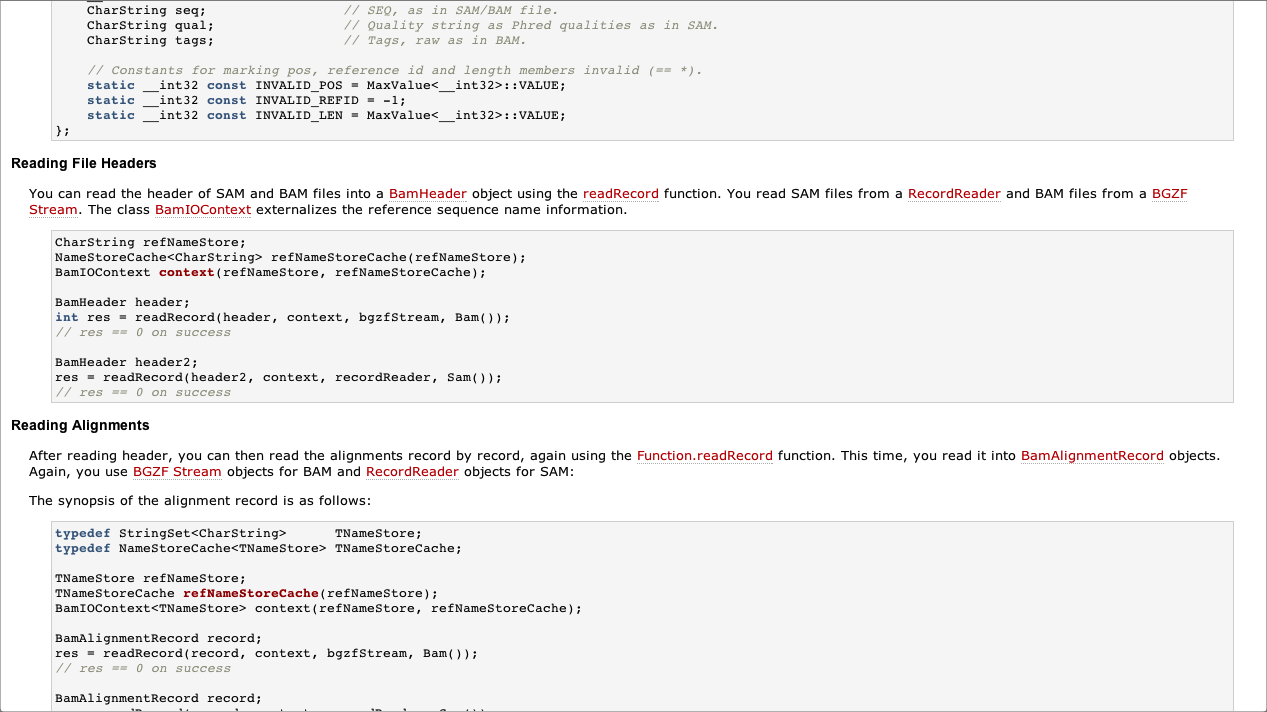 CharString seq;                 // SEQ, as in SAM/BAM file.
CharString qual;                // Quality string as Phred qualities as in SAM.
CharString tags;                // Tags, raw as in BAM.
// Constants for marking pos, reference id and length members invalid (== *).
static __int32 const INVALID_POS = MaxValue<__int32>::VALUE;
static __int32 const INVALID_REFID = -1;
static __int32 const INVALID_LEN = MaxValue<__int32>::VALUE;
};
Reading File Headers
You can read the header of SAM and BAM files into a BamHeader object using the readRecord function. You read SAM files from a RecordReader and BAM files from a BGZF
Stream. The class BamIOContext externalizes the reference sequence name information.
CharString refNameStore;
NameStoreCache<CharString> refNameStoreCache(refNameStore);
BamIOContext context(refNameStore, refNameStoreCache);
BamHeader header;
int res = readRecord(header, context, bgzfStream, Bam());
// res == 0 on success
BamHeader header2;
res = readRecord(header2, context, recordReader, Sam());
// res == 0 on success
Reading Alignments
After reading header, you can then read the alignments record by record, again using the Function.readRecord function. This time, you read it into BamAlignmentRecord objects.
Again, you use BGZF Stream objects for BAM and RecordReader objects for SAM:
The synopsis of the alignment record is as follows:
typedef StringSet<CharString>      TNameStore;
typedef NameStoreCache<TNameStore> TNameStoreCache;
TNameStore refNameStore;
TNameStoreCache refNameStoreCache(refNameStore);
BamIOContext<TNameStore> context(refNameStore, refNameStoreCache);
BamAlignmentRecord record;
res = readRecord(record, context, bgzfStream, Bam());
// res == 0 on success
BamAlignmentRecord record;